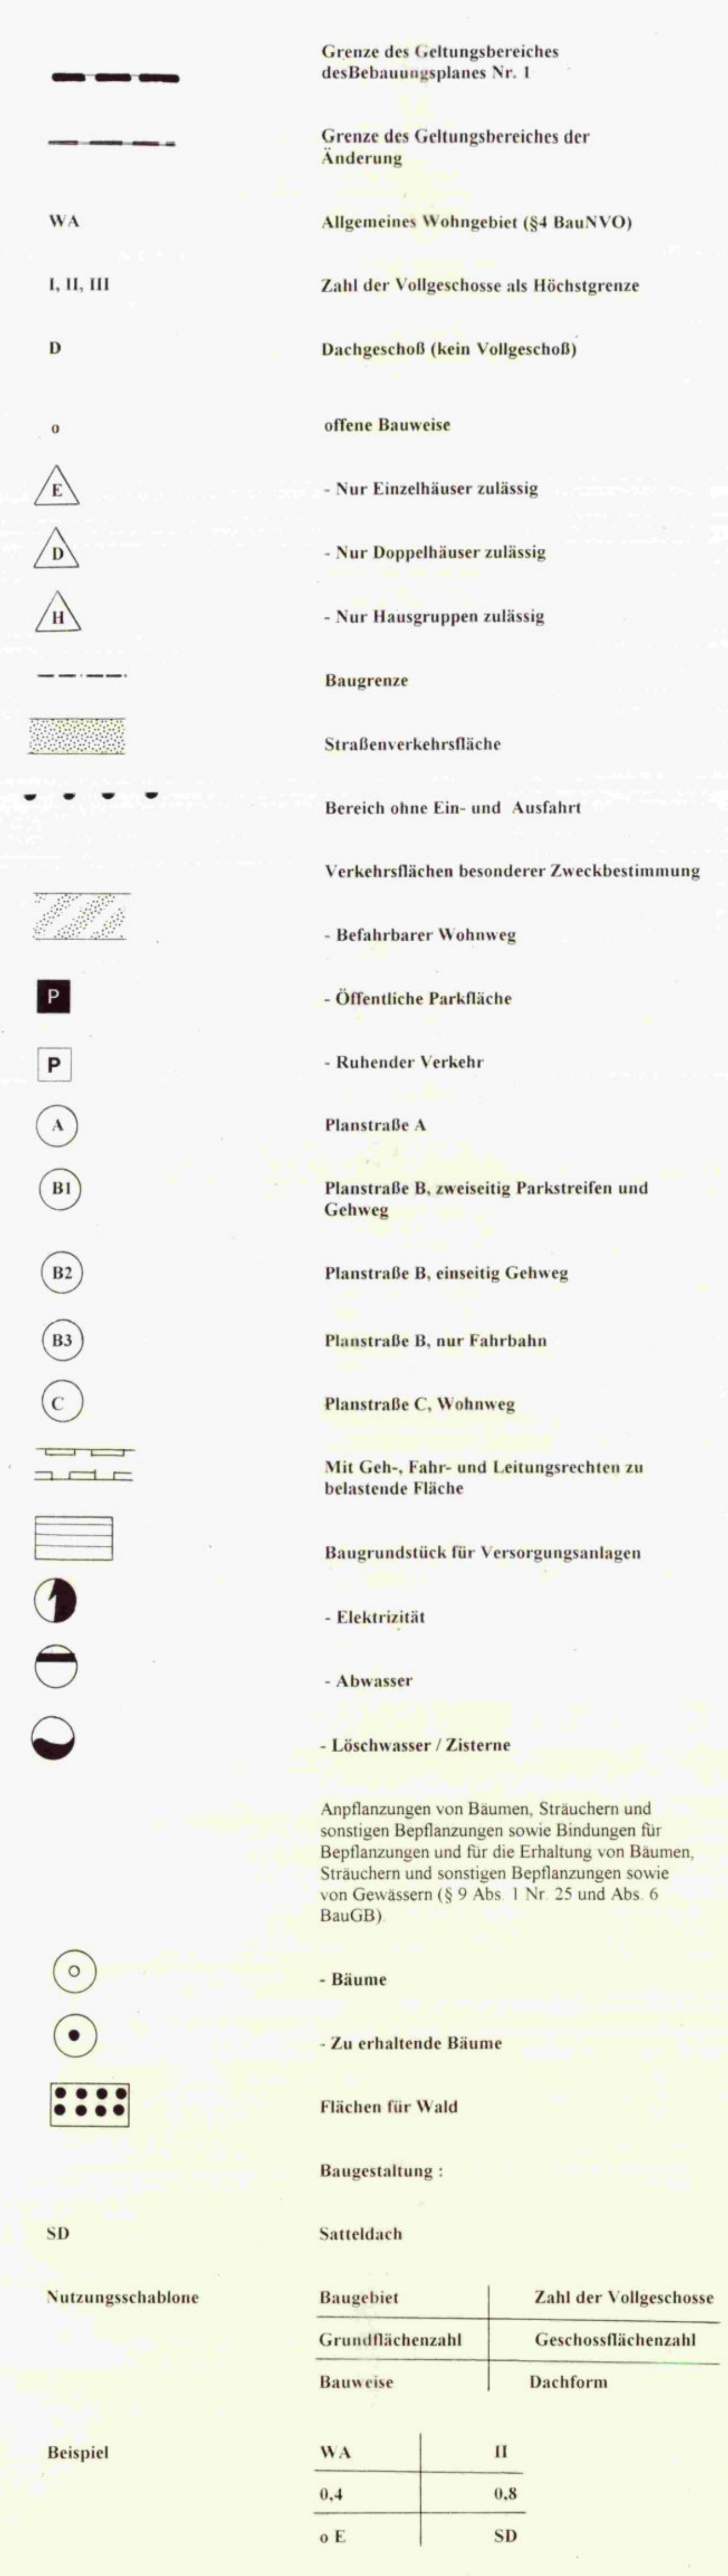 Grenze des Geltungsbereiches
desBebauungsplanes Nr. 1
Grenze des Geltungsbereiches der
Änderung
WA Allgemeines Wohngebiet (§4 BauNVO)
I, II, III Zahl der Vollgeschosse als Höchstgrenze
D Dachgeschoß (kein Vollgeschoß)
o offene Bauweise
E - Nur Einzelhäuser zulässig
D - Nur Doppelhäuser zulässig
H - Nur Hausgruppen zulässig
Baugrenze
Straßenverkehrsfläche
Bereich ohne Ein- und Ausfahrt
Verkehrsflächen besonderer Zweckbestimmung
- Befahrbarer Wohnweg
P - Öffentliche Parkfläche
P - Ruhender Verkehr
A Planstraße A
B1 Planstraße B, zweiseitig Parkstreifen und
Gehweg
B2 Planstraße B, einseitig Gehweg
B3 Planstraße B, nur Fahrbahn
C Planstraße C, Wohnweg
Mit Geh-, Fahr- und Leitungsrechten zu
belastende Fläche
Baugrundstück für Versorgungsanlagen
- Elektrizität
- Abwasser
- Löschwasser / Zisterne
Anpflanzungen von Bäumen, Sträuchern und
sonstigen Bepflanzungen sowie Bindungen für
Bepflanzungen und für die Erhaltung von Bäumen,
Sträuchern und sonstigen Bepflanzungen sowie
von Gewässern (§ 9 Abs. 1 Nr. 25 und Abs. 6
BauGB).
- Bäume
- Zu erhaltende Bäume
Flächen für Wald
Baugestaltung :
SD Satteldach
Nutzungsschablone Baugebiet Zahl der Vollgeschosse
Grundflächenzahl Geschossflächenzahl
Bauweise Dachform
Beispiel WA II
0,4 0,8
o E SD